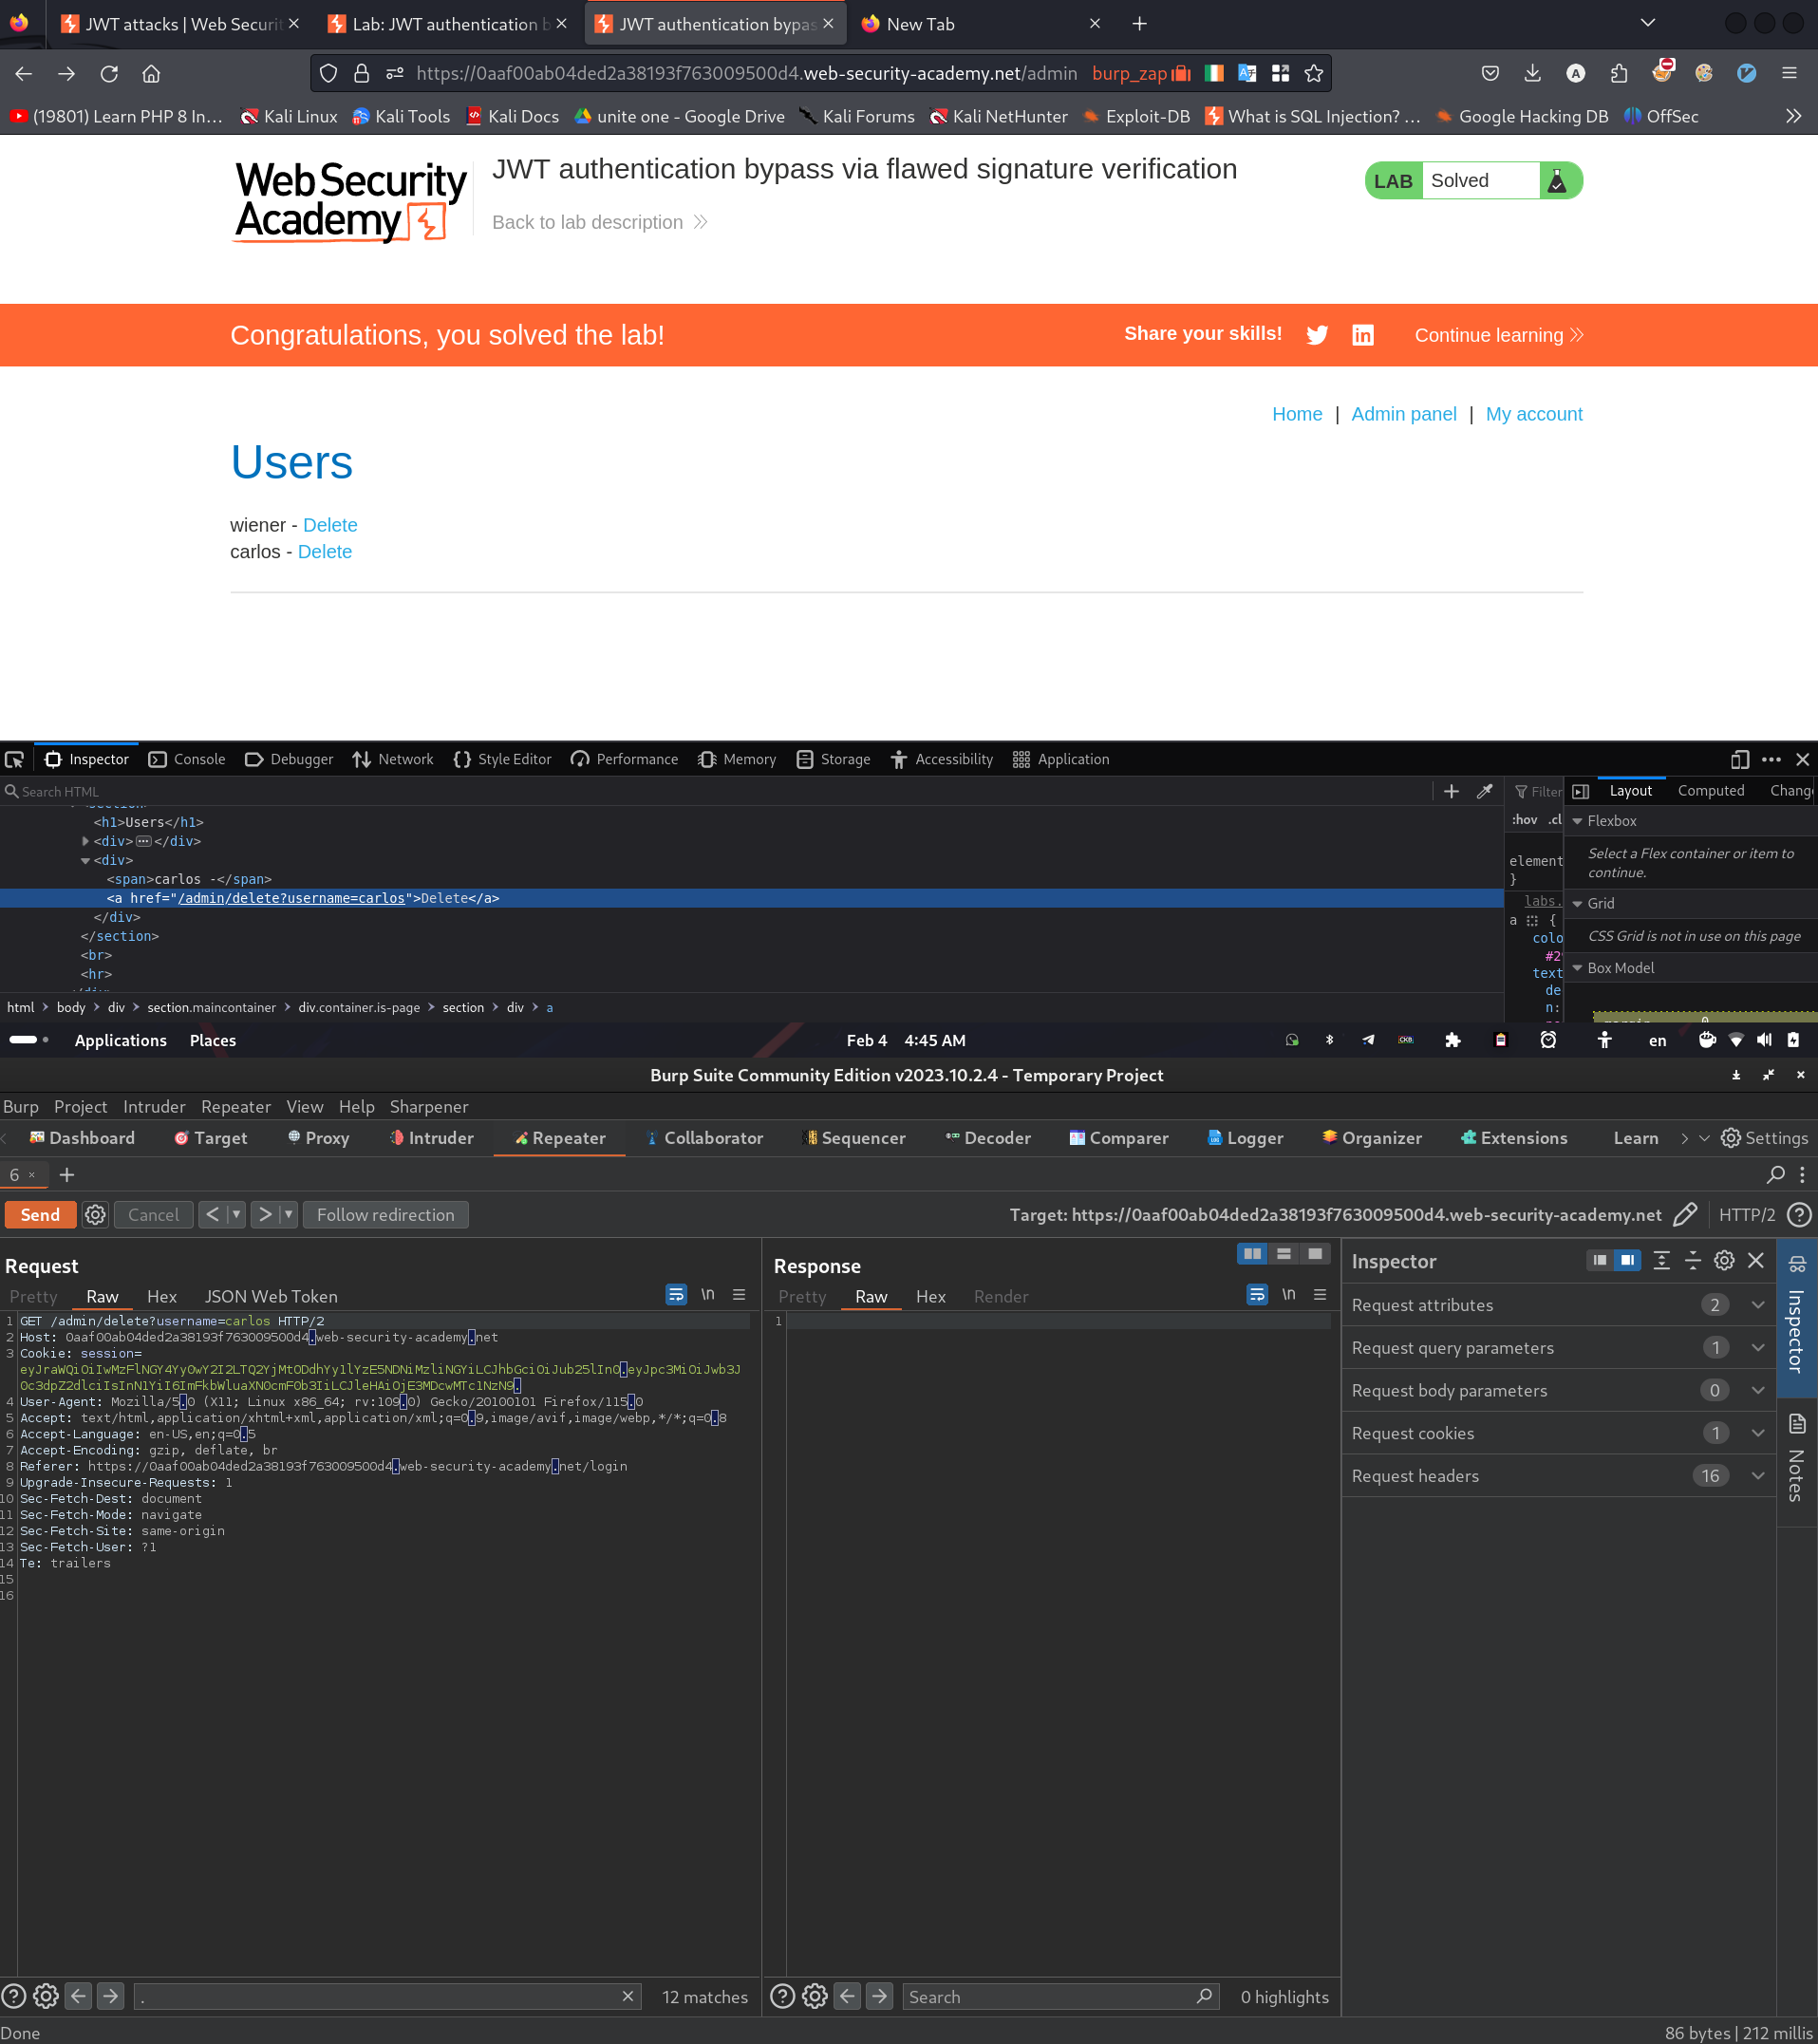 JWT attacks | Web Securit
Lab: JWT authentication b
JWT authentication bypas
New Tab
https://0aaf00ab04ded2a38193f763009500d4.web-security-academy.net/admin
burp_zap
(19801) Learn PHP 8 In…
Kali Linux
Kali Tools
Kali Docs
unite one - Google Drive
Kali Forums
Kali NetHunter
Exploit-DB
What is SQL Injection? …
Google Hacking DB
OffSec
Web Security Academy
JWT authentication bypass via flawed signature verification
Back to lab description
LAB Solved
Congratulations, you solved the lab!
Share your skills!
Continue learning
Home | Admin panel | My account
Users
wiener - Delete
carlos - Delete
Inspector Console Debugger Network Style Editor Performance Memory Storage Accessibility Application
Search HTML
Filter
Layout Computed Chang
<h1>Users</h1>
:hov .cl
Flexbox
<div></div>
<div>
element
Select a Flex container or item to continue.
<span>carlos -</span>
}
<a href="/admin/delete?username=carlos">Delete</a>
labs.
Grid
</div>
a {
</section>
colo
CSS Grid is not in use on this page
<br>
#2
<hr>
text
Box Model
de
n:
html body div section.maincontainer div.container.is-page section div a
Applications Places
Feb 4 4:45 AM
en
Burp Suite Community Edition v2023.10.2.4 - Temporary Project
Burp Project Intruder Repeater View Help Sharpener
Dashboard Target Proxy Intruder Repeater Collaborator Sequencer Decoder Comparer Logger Organizer Extensions Learn Settings
6 × +
Send Cancel < > Follow redirection
Target: https://0aaf00ab04ded2a38193f763009500d4.web-security-academy.net
HTTP/2
Request
Pretty Raw Hex JSON Web Token
1 GET /admin/delete?username=carlos HTTP/2
2 Host: 0aaf00ab04ded2a38193f763009500d4.web-security-academy.net
3 Cookie: session=
4 User-Agent: Mozilla/5.0 (X11; Linux x86_64; rv:109.0) Gecko/20100101 Firefox/115.0
5 Accept: text/html,application/xhtml+xml,application/xml;q=0.9,image/avif,image/webp,*/*;q=0.8
6 Accept-Language: en-US,en;q=0.5
7 Accept-Encoding: gzip, deflate, br
8 Referer: https://0aaf00ab04ded2a38193f763009500d4.web-security-academy.net/login
9 Upgrade-Insecure-Requests: 1
10 Sec-Fetch-Dest: document
11 Sec-Fetch-Mode: navigate
12 Sec-Fetch-Site: same-origin
13 Sec-Fetch-User: ?1
14 Te: trailers
15
16
Response
Pretty Raw Hex Render
1
Inspector
Request attributes 2
Request query parameters 1
Request body parameters 0
Request cookies 1
Request headers 16
Inspector
Notes
.
12 matches
Search
0 highlights
Done
86 bytes | 212 millis